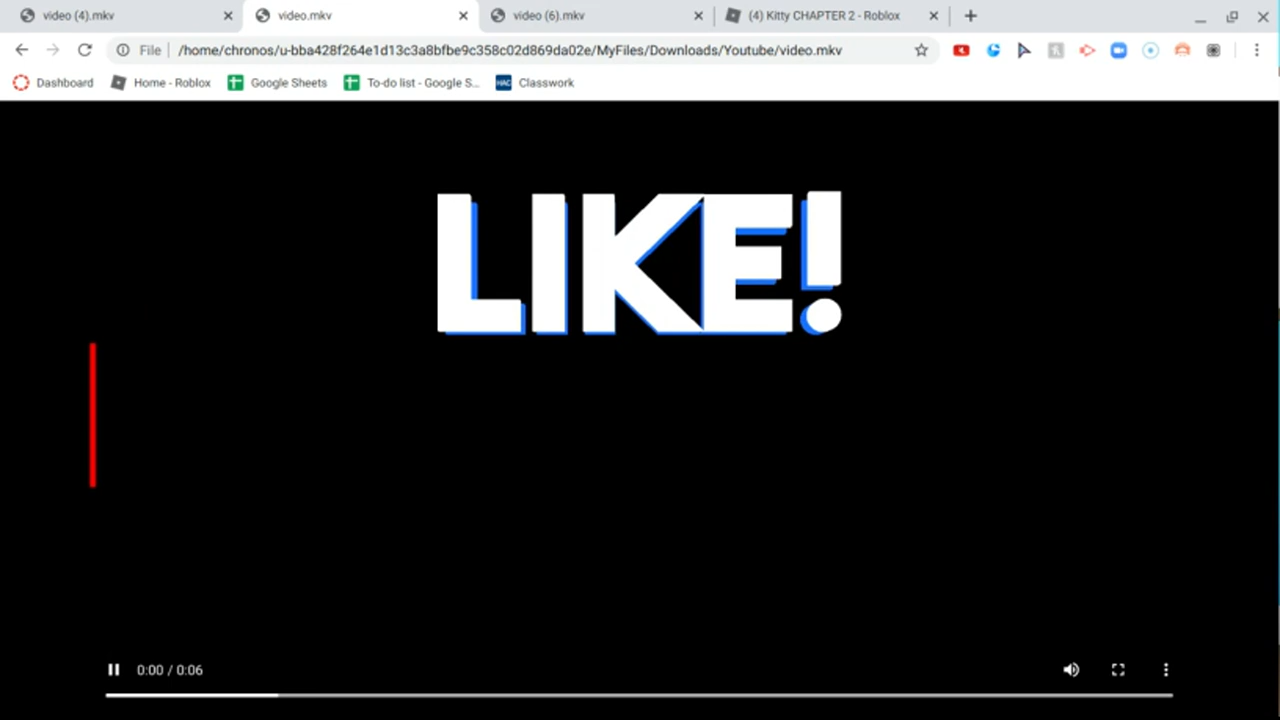 video (4).mkv
video.mkv
video (6).mkv
(4) Kitty CHAPTER 2 - Roblox
File
/home/chronos/u-bba428f264e1d13c3a8bfbe9c358c02d869da02e/MyFiles/Downloads/Youtube/video.mkv
Dashboard
Home - Roblox
Google Sheets
To-do list - Google S...
HAC
Classwork
LIKE!
0:00 / 0:06